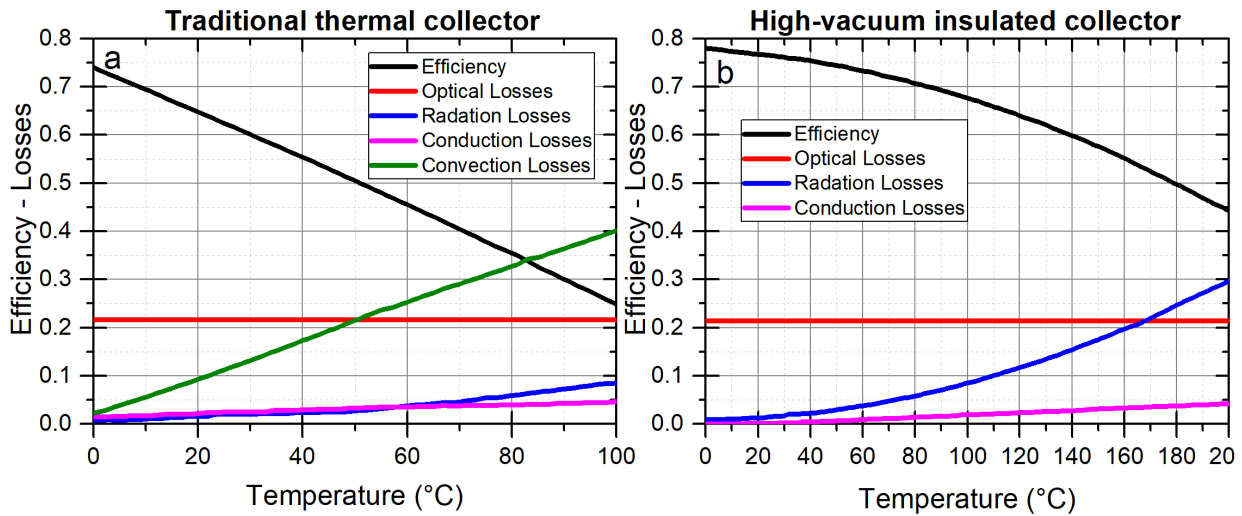 Traditional thermal collector
a
Efficiency
Optical Losses
Radation Losses
Conduction Losses
Convection Losses
0.8
0.7
0.6
0.5
0.4
0.3
0.2
0.1
0.0
Efficiency - Losses
0 20 40 60 80 100
Temperature (°C)
High-vacuum insulated collector
b
Efficiency
Optical Losses
Radation Losses
Conduction Losses
0.8
0.7
0.6
0.5
0.4
0.3
0.2
0.1
0.0
Efficiency - Losses
0 20 40 60 80 100 120 140 160 180 20
Temperature (°C)